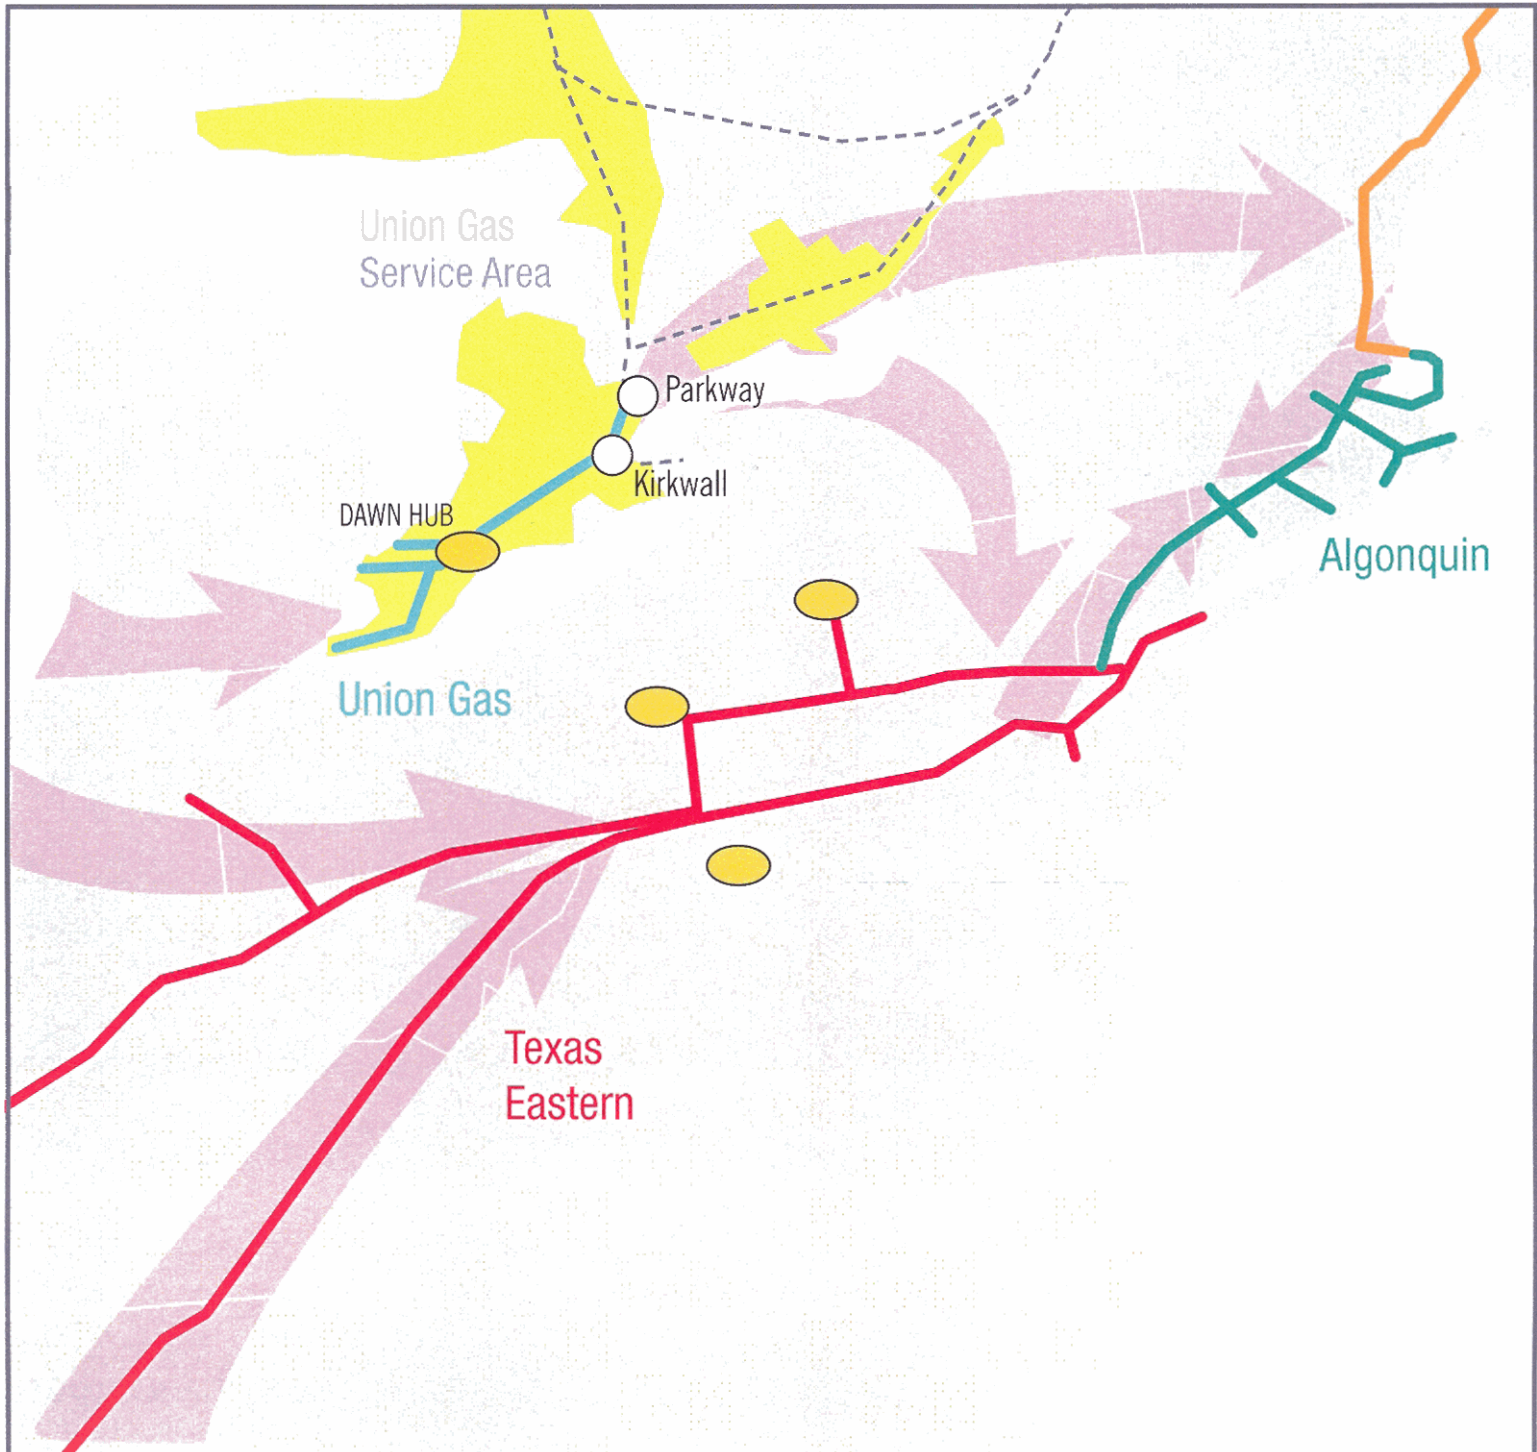 Union Gas
Service Area
Parkway
Kirkwall
DAWN HUB
Algonquin
Union Gas
Texas
Eastern